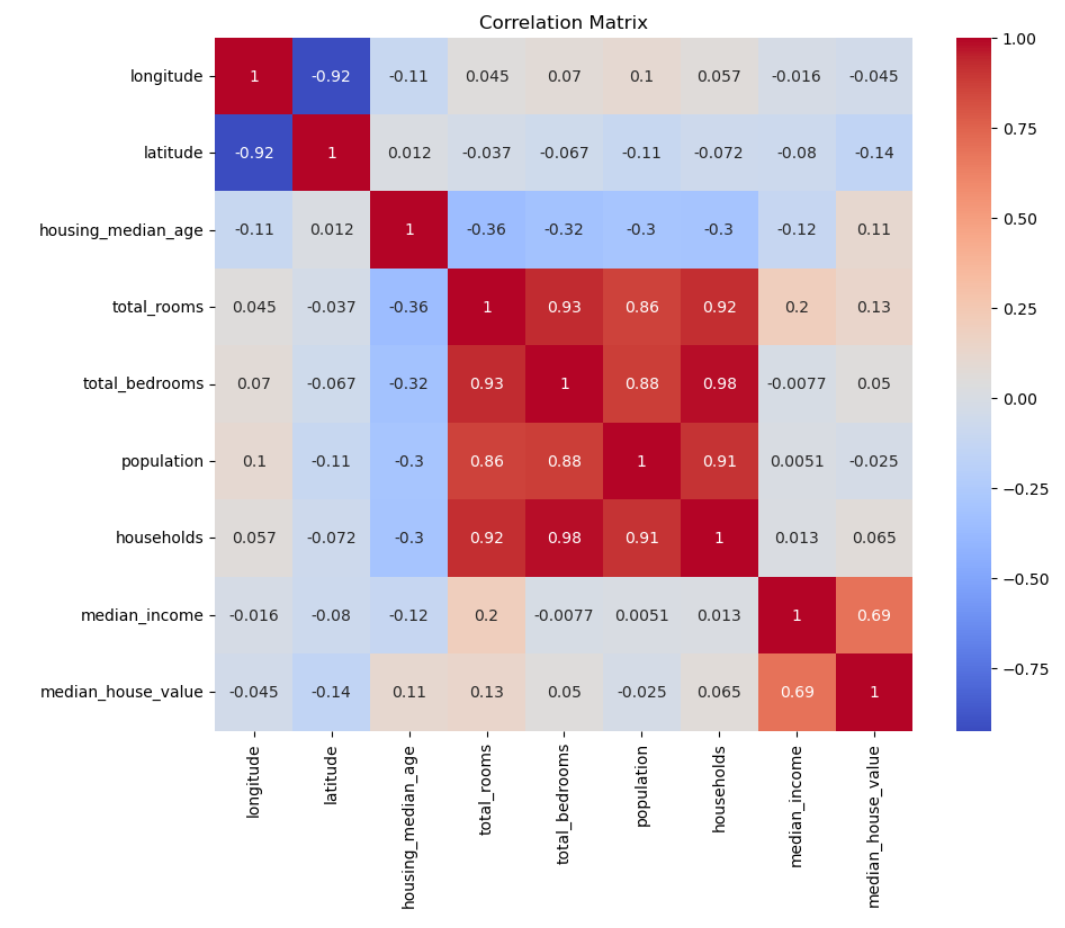 Correlation Matrix
longitude 1 -0.92 -0.11 0.045 0.07 0.1 0.057 -0.016 -0.045
latitude -0.92 1 0.012 -0.037 -0.067 -0.11 -0.072 -0.08 -0.14
housing_median_age -0.11 0.012 1 -0.36 -0.32 -0.3 -0.3 -0.12 0.11
total_rooms 0.045 -0.037 -0.36 1 0.93 0.86 0.92 0.2 0.13
total_bedrooms 0.07 -0.067 -0.32 0.93 1 0.88 0.98 -0.0077 0.05
population 0.1 -0.11 -0.3 0.86 0.88 1 0.91 0.0051 -0.025
households 0.057 -0.072 -0.3 0.92 0.98 0.91 1 0.013 0.065
median_income -0.016 -0.08 -0.12 0.2 -0.0077 0.0051 0.013 1 0.69
median_house_value -0.045 -0.14 0.11 0.13 0.05 -0.025 0.065 0.69 1
longitude
latitude
housing_median_age
total_rooms
total_bedrooms
population
households
median_income
median_house_value
1.00
0.75
0.50
0.25
0.00
−0.25
−0.50
−0.75